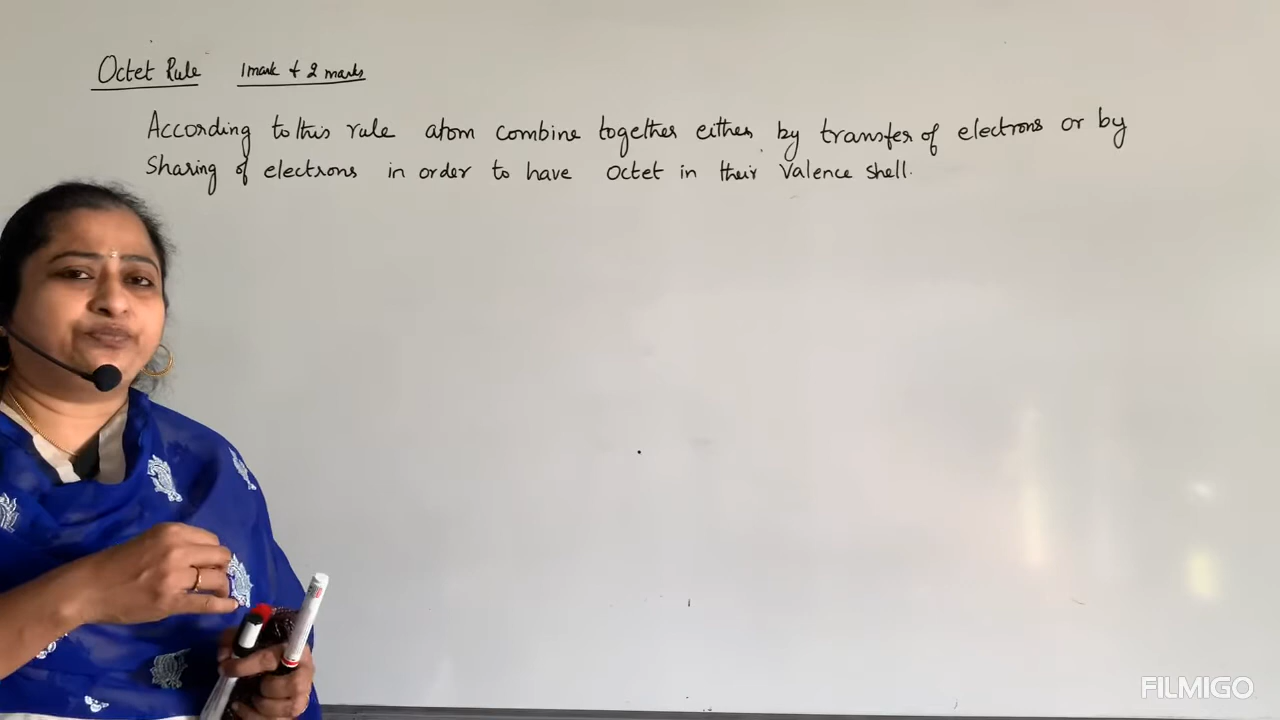 Octet Rule 1mark + 2 marks
According to this rule atom combine together either by transfer of electrons or by
Sharing of electrons in order to have Octet in their Valence shell.
FILMIGO